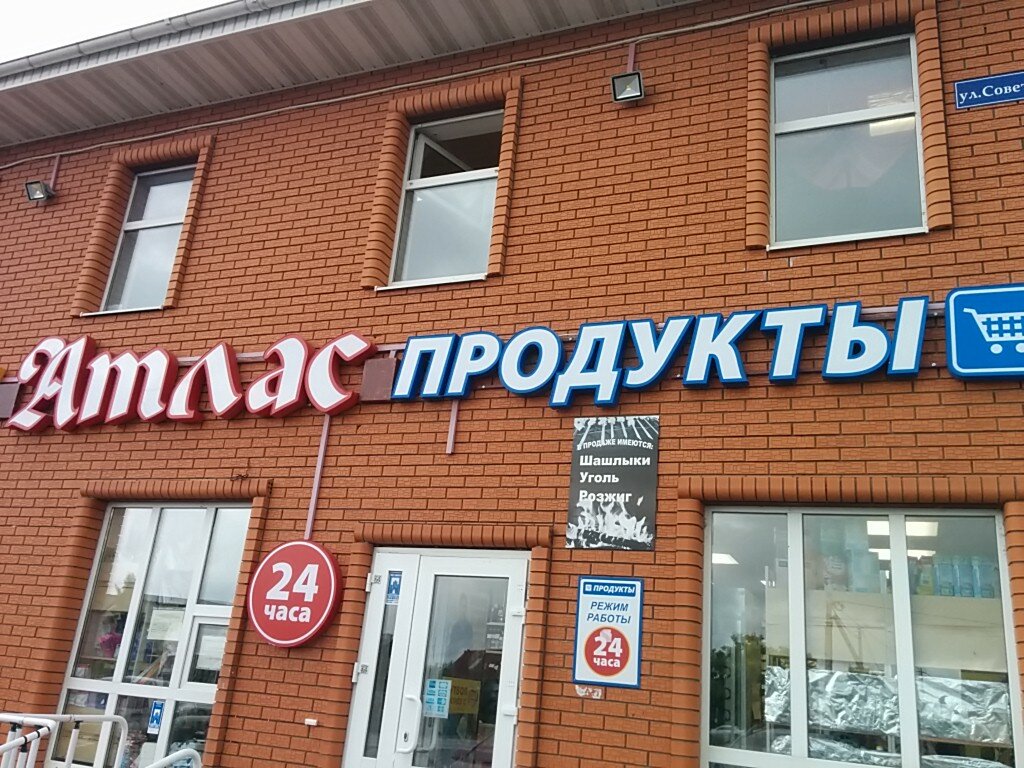 ул.Совет
Атлас ПРОДУКТЫ
В ПРОДАЖЕ ИМЕЮТСЯ:
Шашлыки
Уголь
Розжиг
24
часа
ПРОДУКТЫ
РЕЖИМ
РАБОТЫ
24
часа